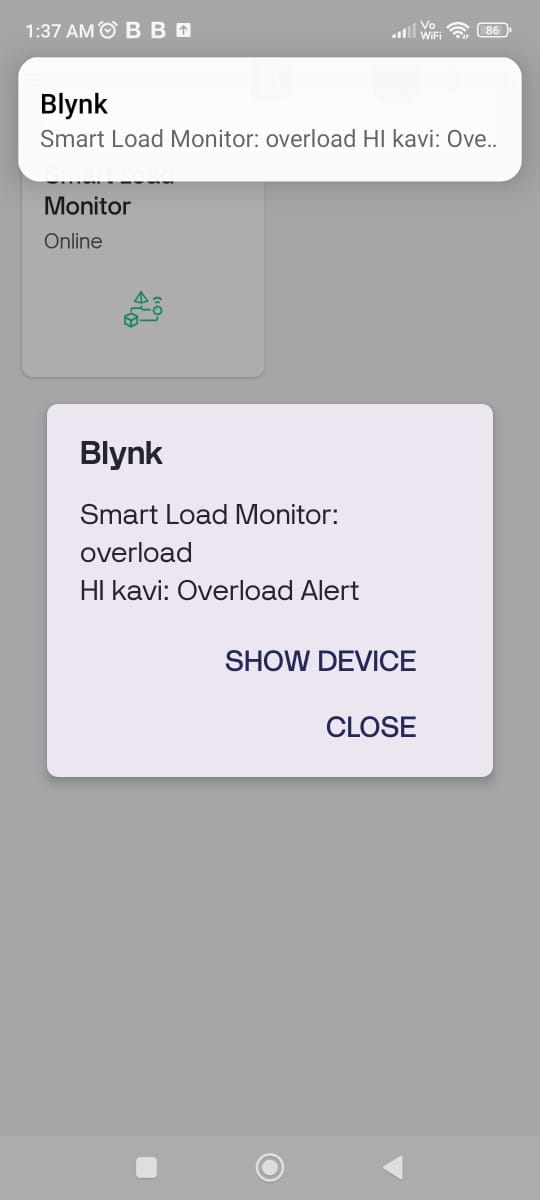 1:37 AM B B Vo WiFi 86
Blynk
Smart Load Monitor: overload HI kavi: Ove..
Smart Load
Monitor
Online
Blynk
Smart Load Monitor:
overload
HI kavi: Overload Alert
SHOW DEVICE
CLOSE